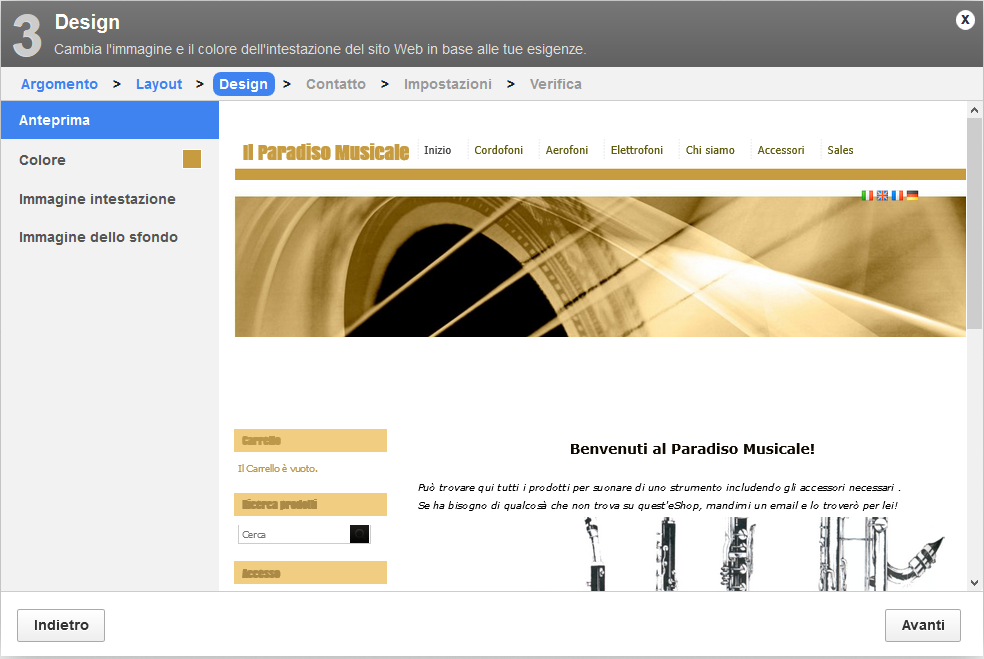 3
Design
Cambia l'immagine e il colore dell'intestazione del sito Web in base alle tue esigenze.
X
Argomento > Layout > Design > Contatto > Impostazioni > Verifica
Anteprima
Colore
Immagine intestazione
Immagine dello sfondo
Il Paradiso Musicale Inizio Cordofoni Aerofoni Elettrofoni Chi siamo Accessori Sales
Carrello
Il Carrello è vuoto.
Ricerca prodotti
Cerca
Accesso
Benvenuti al Paradiso Musicale!
Può trovare qui tutti i prodotti per suonare di uno strumento includendo gli accessori necessari .
Se ha bisogno di qualcosà che non trova su quest'eShop, mandimi un email e lo troverò per lei!
Indietro
Avanti